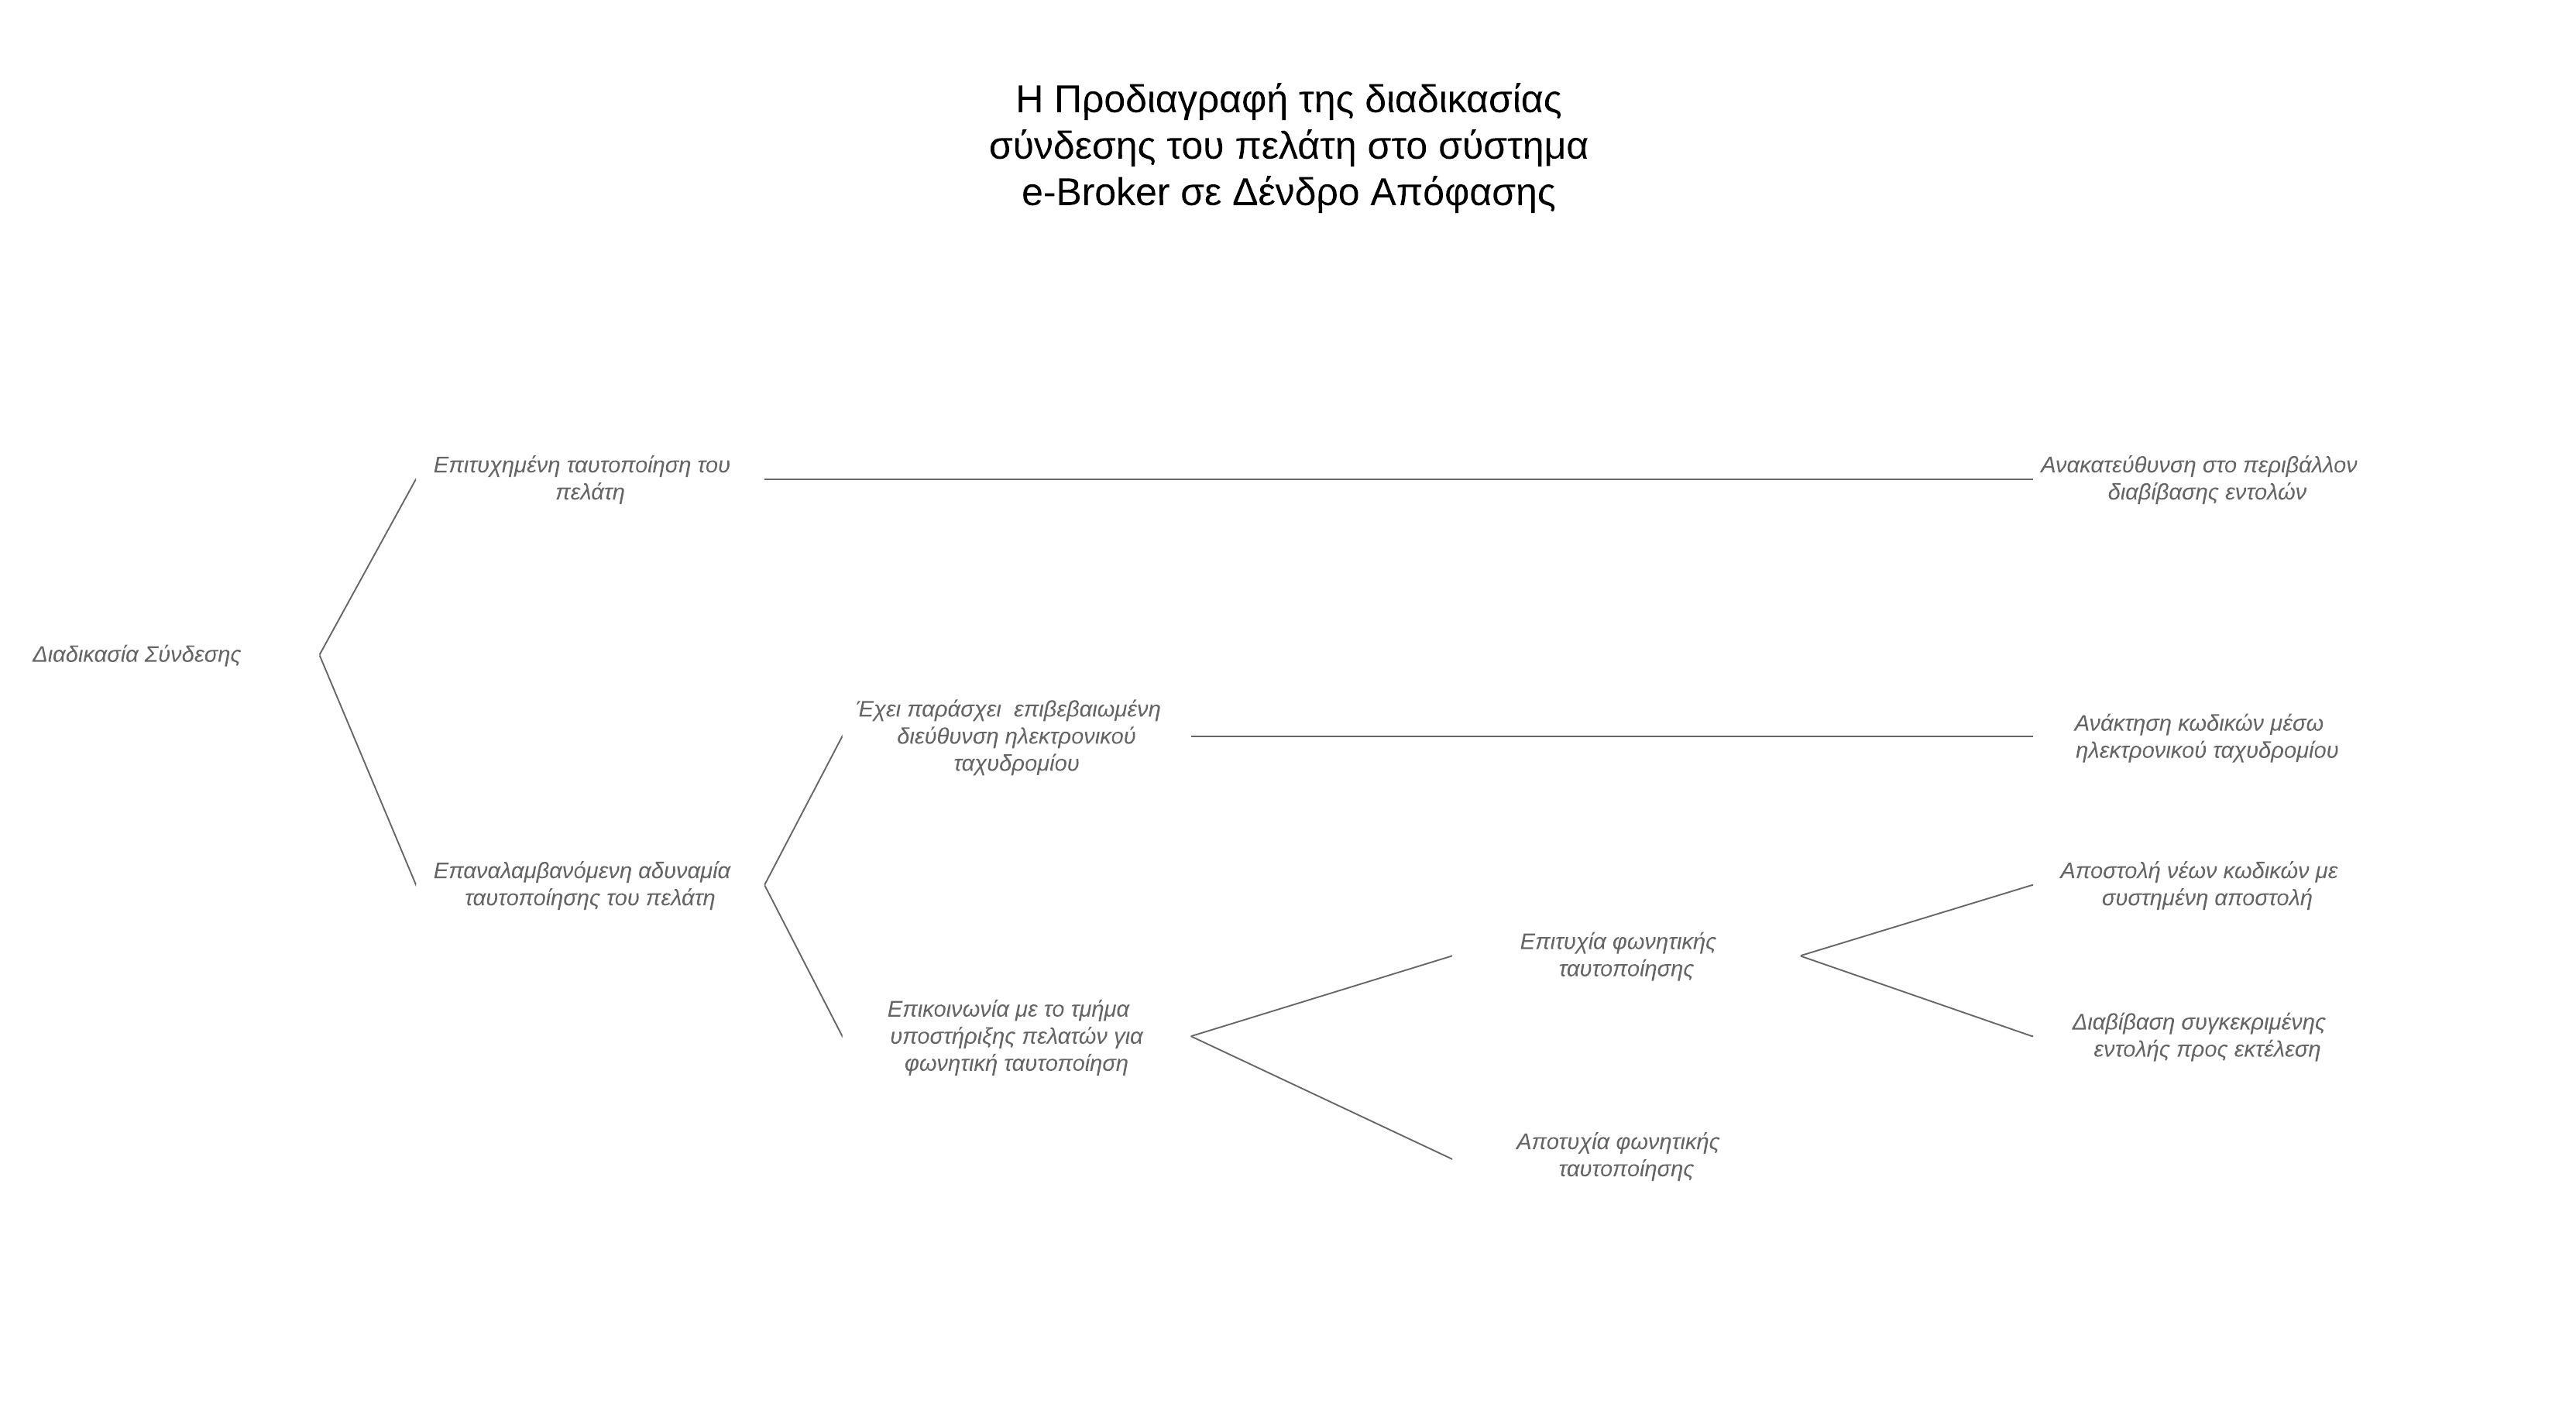 Η Προδιαγραφή της διαδικασίας
σύνδεσης του πελάτη στο σύστημα
e-Broker σε Δένδρο Απόφασης
Επιτυχημένη ταυτοποίηση του
πελάτη
Ανακατεύθυνση στο περιβάλλον
διαβίβασης εντολών
Διαδικασία Σύνδεσης
Έχει παράσχει  επιβεβαιωμένη
διεύθυνση ηλεκτρονικού
ταχυδρομίου
Ανάκτηση κωδικών μέσω
ηλεκτρονικού ταχυδρομίου
Επαναλαμβανόμενη αδυναμία
ταυτοποίησης του πελάτη
Αποστολή νέων κωδικών με
συστημένη αποστολή
Επιτυχία φωνητικής
ταυτοποίησης
Επικοινωνία με το τμήμα
υποστήριξης πελατών για
φωνητική ταυτοποίηση
Διαβίβαση συγκεκριμένης
εντολής προς εκτέλεση
Αποτυχία φωνητικής
ταυτοποίησης